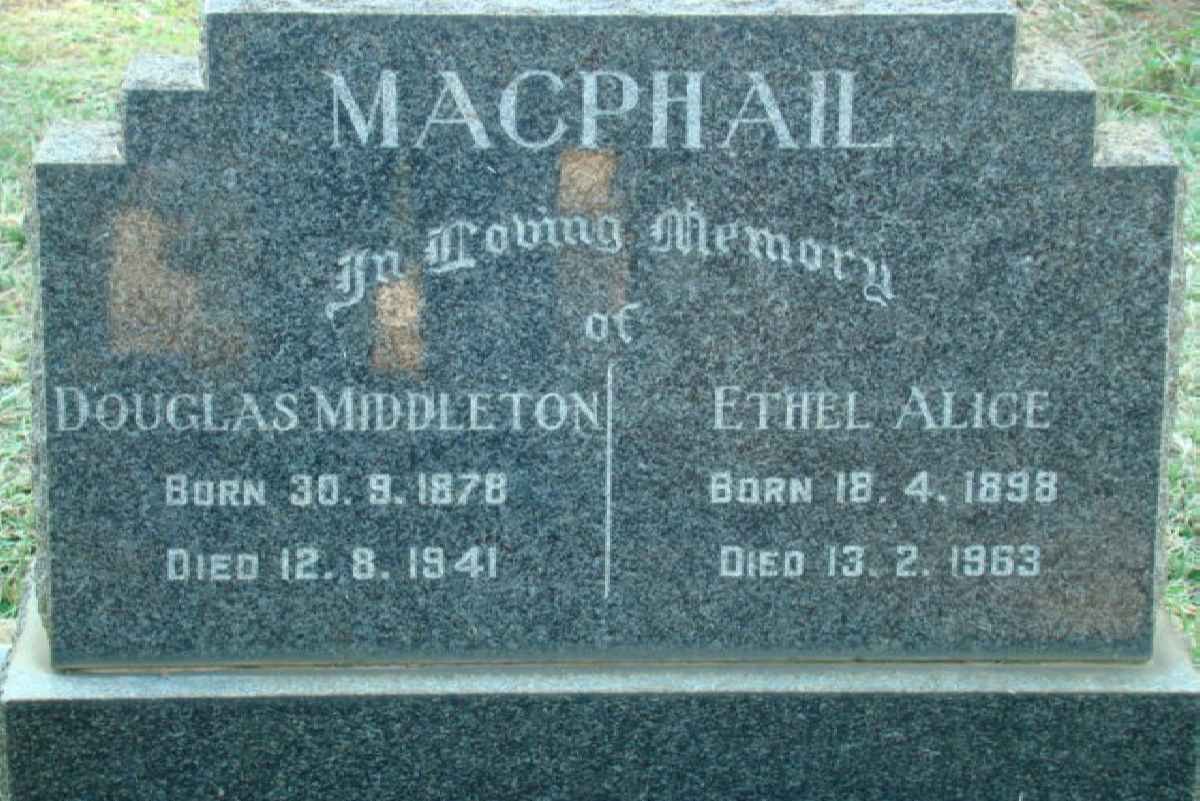 MACPHAIL
In Loving Memory
of
DOUGLAS MIDDLETON
BORN 30. 9. 1878
DIED 12. 8. 1941
ETHEL ALICE
BORN 18. 4. 1898
DIED 13. 2. 1963